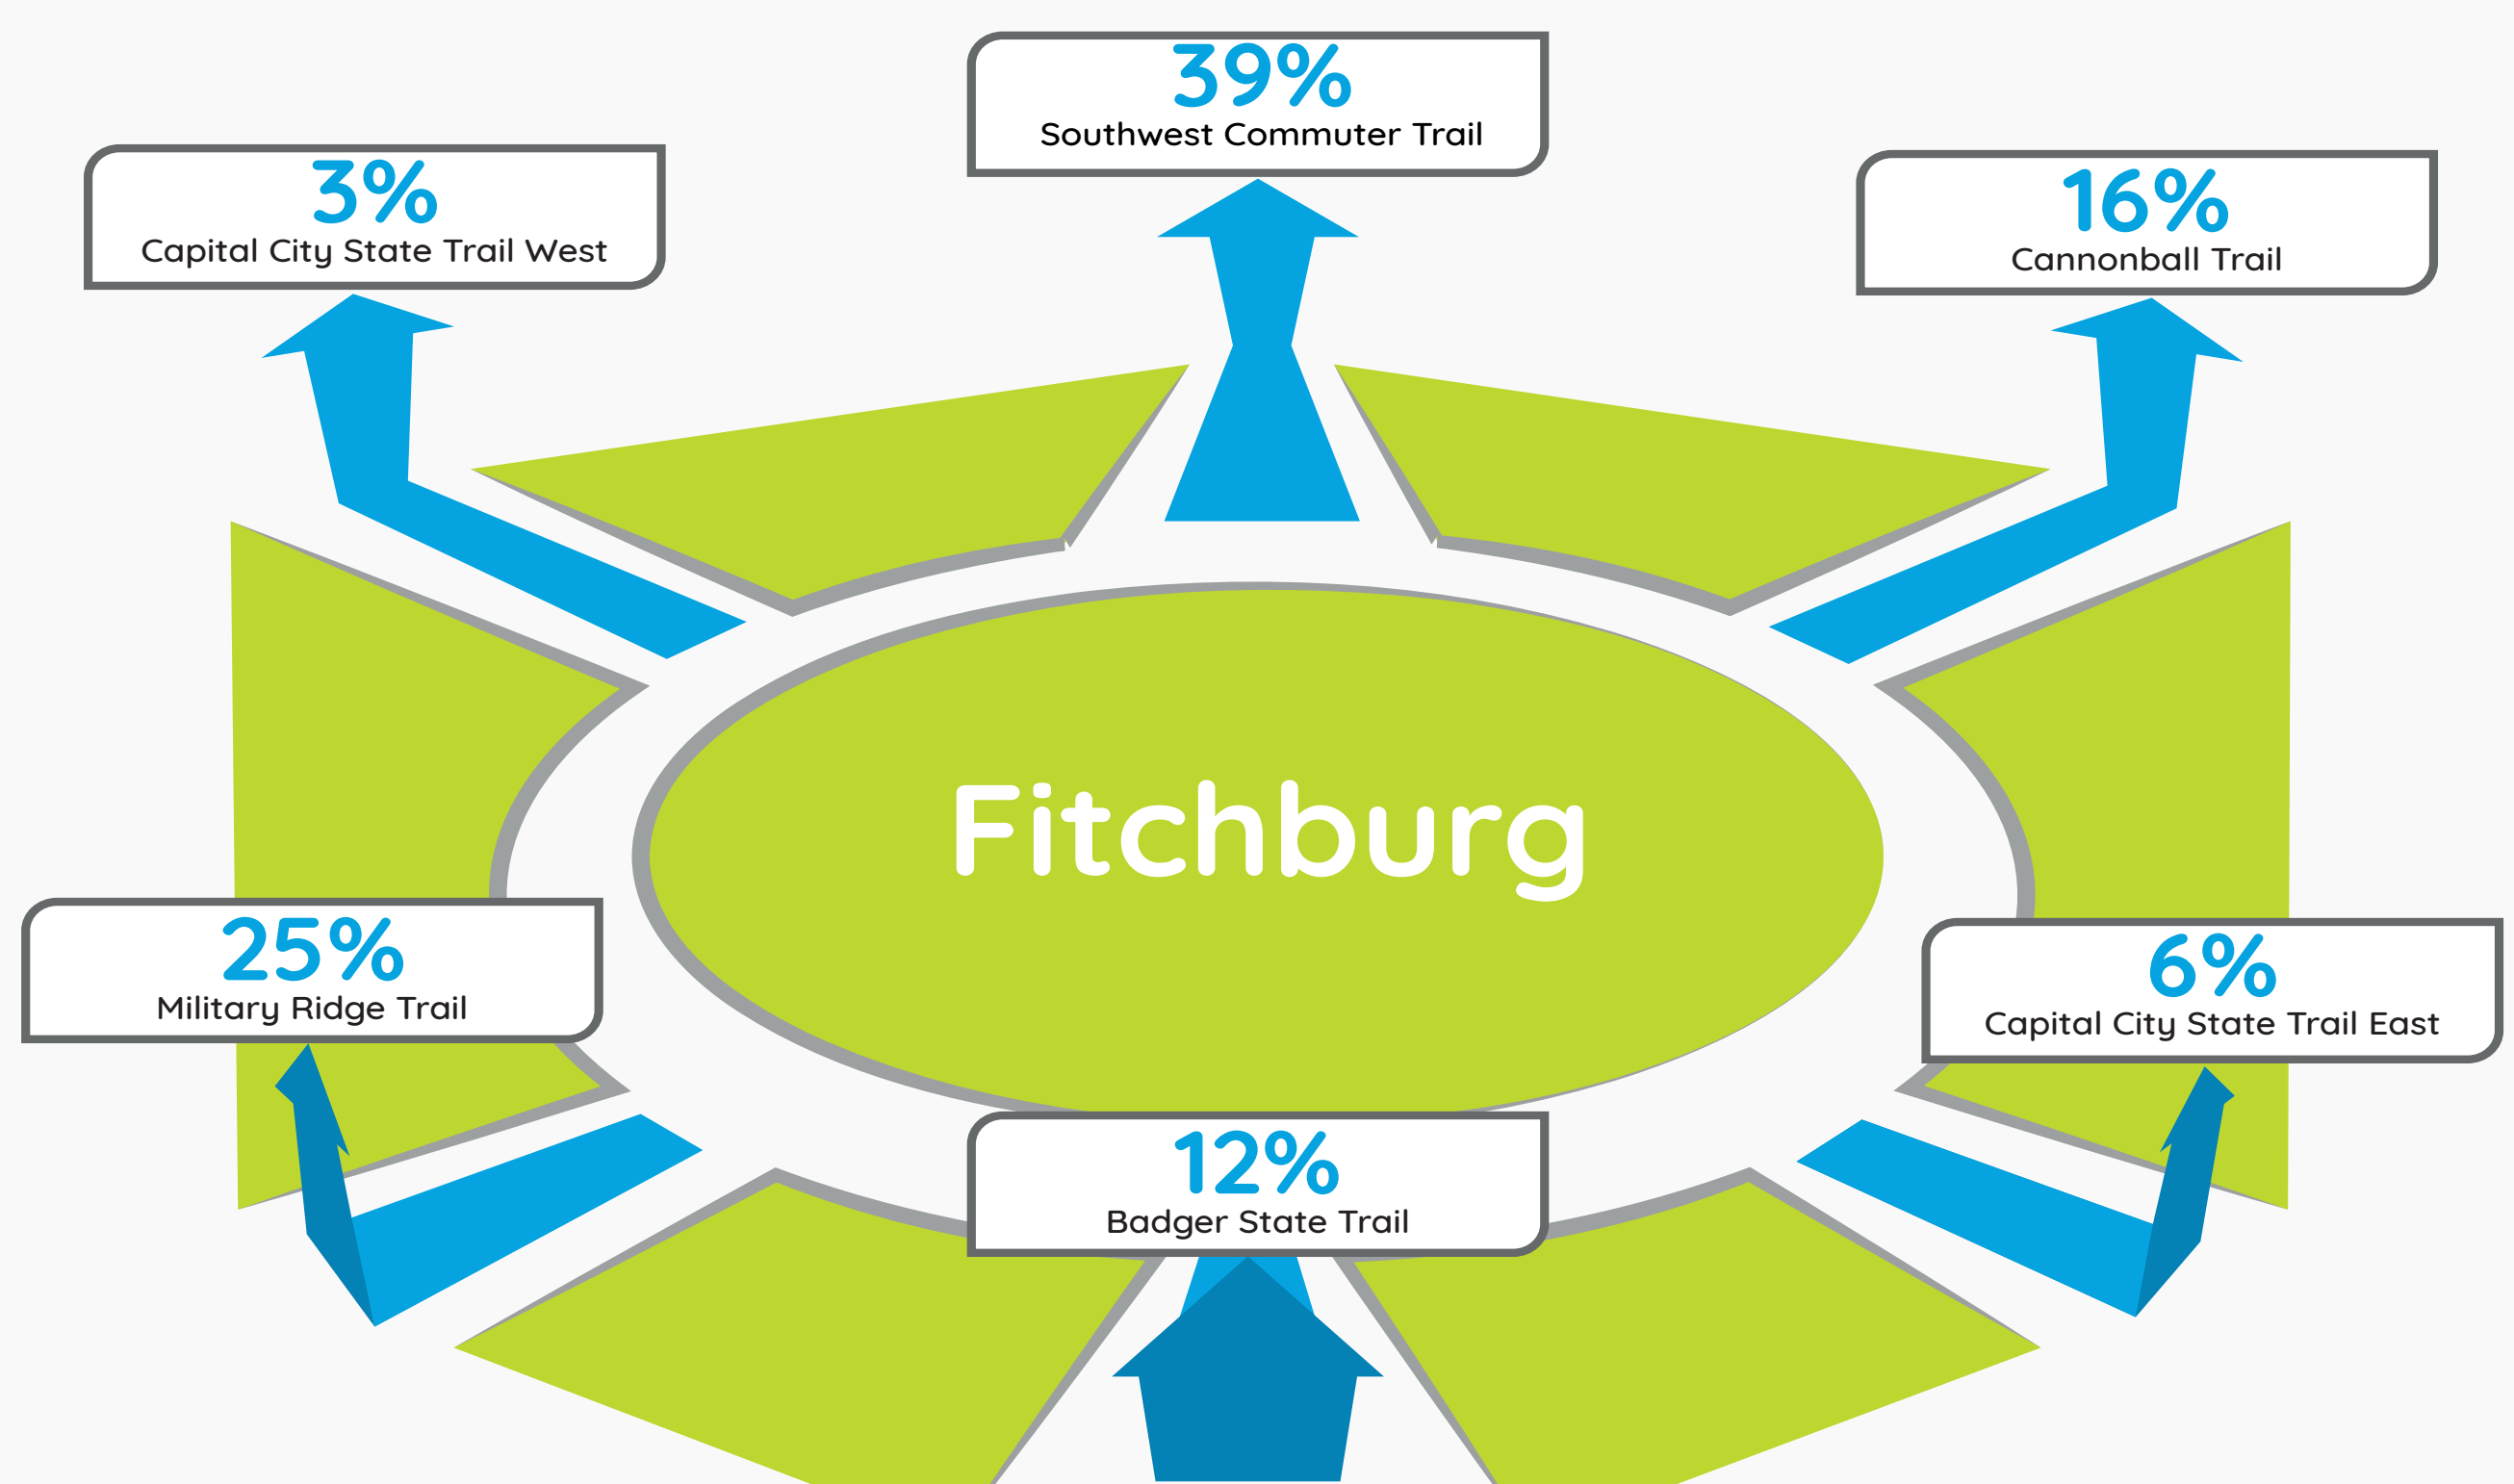 39%
Southwest Commuter Trail
3%
Capital City State Trail West
16%
Cannonball Trail
Fitchburg
25%
Military Ridge Trail
6%
Capital City State Trail East
12%
Badger State Trail